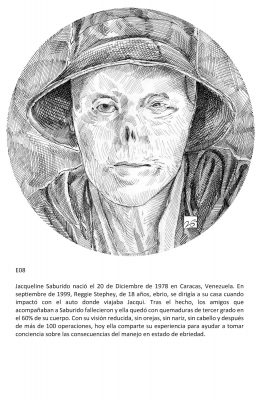 25
E08
Jacqueline Saburido nació el 20 de Diciembre de 1978 en Caracas, Venezuela. En
septiembre de 1999, Reggie Stephey, de 18 años, ebrio, se dirigía a su casa cuando
impactó con el auto donde viajaba Jacqui. Tras el hecho, los amigos que
acompañaban a Saburido fallecieron y ella quedó con quemaduras de tercer grado en
el 60% de su cuerpo. Con su visión reducida, sin orejas, sin nariz, sin cabello y después
de más de 100 operaciones, hoy ella comparte su experiencia para ayudar a tomar
conciencia sobre las consecuencias del manejo en estado de ebriedad.